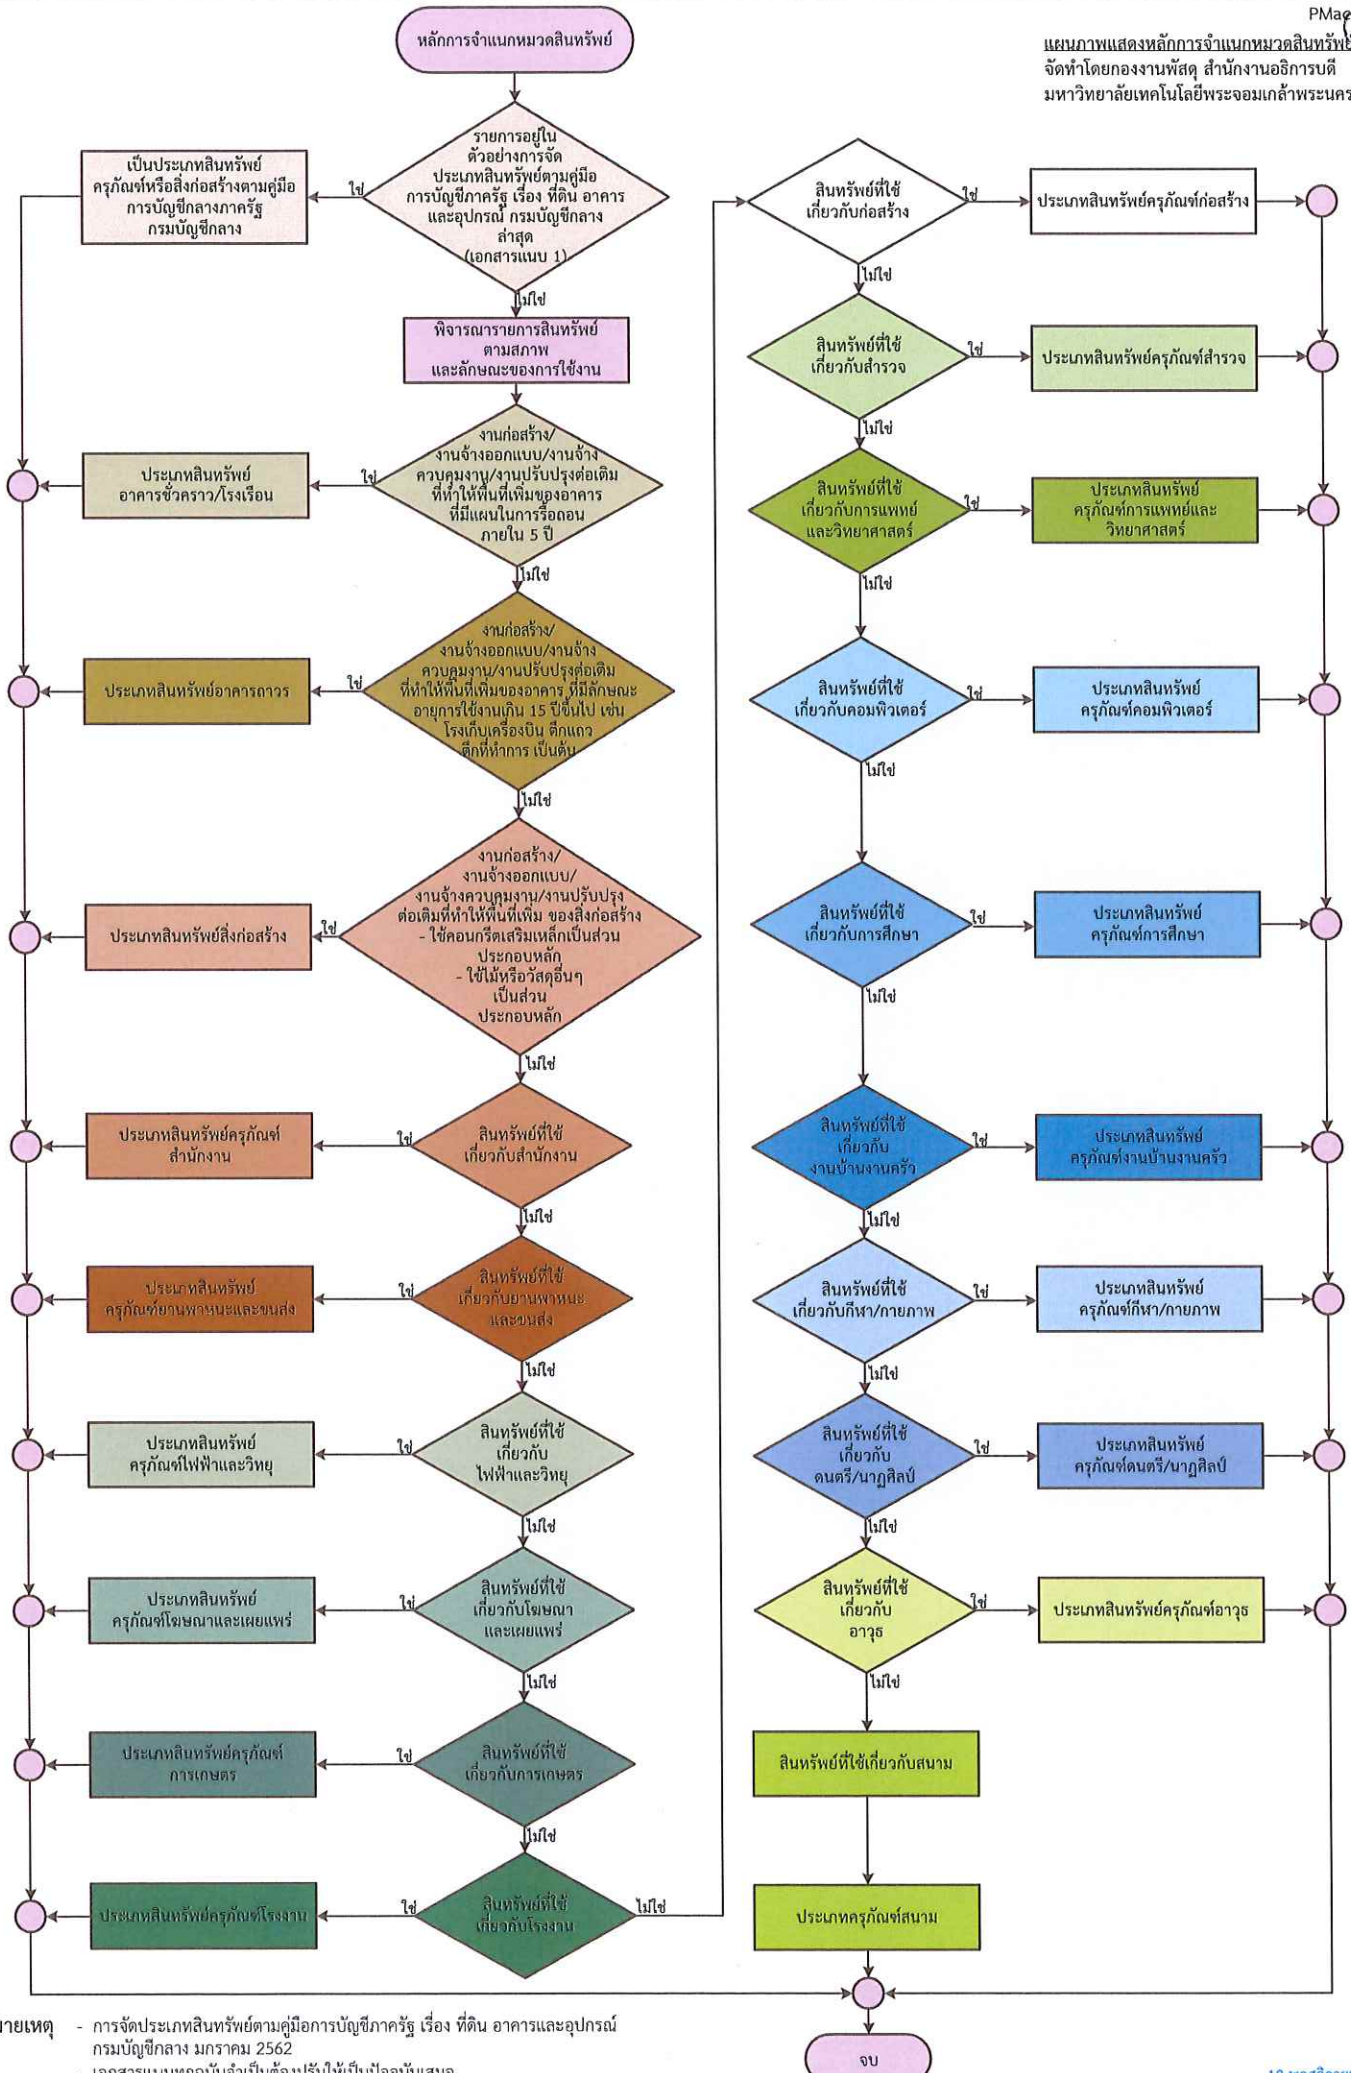 PMae
แผนภาพแสดงหลักการจำแนกหมวดสินทรัพย์
จัดทำโดยกองงานพัสดุ สำนักงานอธิการบดี
มหาวิทยาลัยเทคโนโลยีพระจอมเกล้าพระนคร
หลักการจำแนกหมวดสินทรัพย์
รายการอยู่ใน
ตัวอย่างการจัด
ประเภทสินทรัพย์ตามคู่มือ
การบัญชีภาครัฐ เรื่อง ที่ดิน อาคาร
และอุปกรณ์ กรมบัญชีกลาง
ล่าสุด
(เอกสารแนบ 1)
ใช่
เป็นประเภทสินทรัพย์
ครุภัณฑ์หรือสิ่งก่อสร้างตามคู่มือ
การบัญชีกลางภาครัฐ
กรมบัญชีกลาง
ไม่ใช่
พิจารณารายการสินทรัพย์
ตามสภาพ
และลักษณะของการใช้งาน
งานก่อสร้าง/
งานจ้างออกแบบ/งานจ้าง
ควบคุมงาน/งานปรับปรุงต่อเติม
ที่ทำให้พื้นที่เพิ่มของอาคาร
ที่มีแผนในการรื้อถอน
ภายใน 5 ปี
ใช่
ประเภทสินทรัพย์
อาคารชั่วคราว/โรงเรือน
ไม่ใช่
งานก่อสร้าง/
งานจ้างออกแบบ/งานจ้าง
ควบคุมงาน/งานปรับปรุงต่อเติม
ที่ทำให้พื้นที่เพิ่มของอาคาร ที่มีลักษณะ
อายุการใช้งานเกิน 15 ปีขึ้นไป เช่น
โรงเก็บเครื่องบิน ตึกแถว
ตึกที่ทำการ เป็นต้น
ใช่
ประเภทสินทรัพย์อาคารถาวร
ไม่ใช่
งานก่อสร้าง/
งานจ้างออกแบบ/
งานจ้างควบคุมงาน/งานปรับปรุง
ต่อเติมที่ทำให้พื้นที่เพิ่ม ของสิ่งก่อสร้าง
- ใช้คอนกรีตเสริมเหล็กเป็นส่วน
ประกอบหลัก
- ใช้ไม้หรือวัสดุอื่นๆ
เป็นส่วน
ประกอบหลัก
ใช่
ประเภทสินทรัพย์สิ่งก่อสร้าง
ไม่ใช่
สินทรัพย์ที่ใช้
เกี่ยวกับสำนักงาน
ใช่
ประเภทสินทรัพย์ครุภัณฑ์
สำนักงาน
ไม่ใช่
สินทรัพย์ที่ใช้
เกี่ยวกับยานพาหนะ
และขนส่ง
ใช่
ประเภทสินทรัพย์
ครุภัณฑ์ยานพาหนะและขนส่ง
ไม่ใช่
สินทรัพย์ที่ใช้
เกี่ยวกับ
ไฟฟ้าและวิทยุ
ใช่
ประเภทสินทรัพย์
ครุภัณฑ์ไฟฟ้าและวิทยุ
ไม่ใช่
สินทรัพย์ที่ใช้
เกี่ยวกับโฆษณา
และเผยแพร่
ใช่
ประเภทสินทรัพย์
ครุภัณฑ์โฆษณาและเผยแพร่
ไม่ใช่
สินทรัพย์ที่ใช้
เกี่ยวกับการเกษตร
ใช่
ประเภทสินทรัพย์ครุภัณฑ์
การเกษตร
ไม่ใช่
สินทรัพย์ที่ใช้
เกี่ยวกับโรงงาน
ใช่
ประเภทสินทรัพย์ครุภัณฑ์โรงงาน
ไม่ใช่
สินทรัพย์ที่ใช้
เกี่ยวกับก่อสร้าง
ใช่
ประเภทสินทรัพย์ครุภัณฑ์ก่อสร้าง
ไม่ใช่
สินทรัพย์ที่ใช้
เกี่ยวกับสำรวจ
ใช่
ประเภทสินทรัพย์ครุภัณฑ์สำรวจ
ไม่ใช่
สินทรัพย์ที่ใช้
เกี่ยวกับการแพทย์
และวิทยาศาสตร์
ใช่
ประเภทสินทรัพย์
ครุภัณฑ์การแพทย์และ
วิทยาศาสตร์
ไม่ใช่
สินทรัพย์ที่ใช้
เกี่ยวกับคอมพิวเตอร์
ใช่
ประเภทสินทรัพย์
ครุภัณฑ์คอมพิวเตอร์
ไม่ใช่
สินทรัพย์ที่ใช้
เกี่ยวกับการศึกษา
ใช่
ประเภทสินทรัพย์
ครุภัณฑ์การศึกษา
ไม่ใช่
สินทรัพย์ที่ใช้
เกี่ยวกับ
งานบ้านงานครัว
ใช่
ประเภทสินทรัพย์
ครุภัณฑ์งานบ้านงานครัว
ไม่ใช่
สินทรัพย์ที่ใช้
เกี่ยวกับกีฬา/กายภาพ
ใช่
ประเภทสินทรัพย์
ครุภัณฑ์กีฬา/กายภาพ
ไม่ใช่
สินทรัพย์ที่ใช้
เกี่ยวกับ
ดนตรี/นาฏศิลป์
ใช่
ประเภทสินทรัพย์
ครุภัณฑ์ดนตรี/นาฏศิลป์
ไม่ใช่
สินทรัพย์ที่ใช้
เกี่ยวกับ
อาวุธ
ใช่
ประเภทสินทรัพย์ครุภัณฑ์อาวุธ
ไม่ใช่
สินทรัพย์ที่ใช้เกี่ยวกับสนาม
ประเภทครุภัณฑ์สนาม
จบ
ายเหตุ - การจัดประเภทสินทรัพย์ตามคู่มือการบัญชีภาครัฐ เรื่อง ที่ดิน อาคารและอุปกรณ์
กรมบัญชีกลาง มกราคม 2562